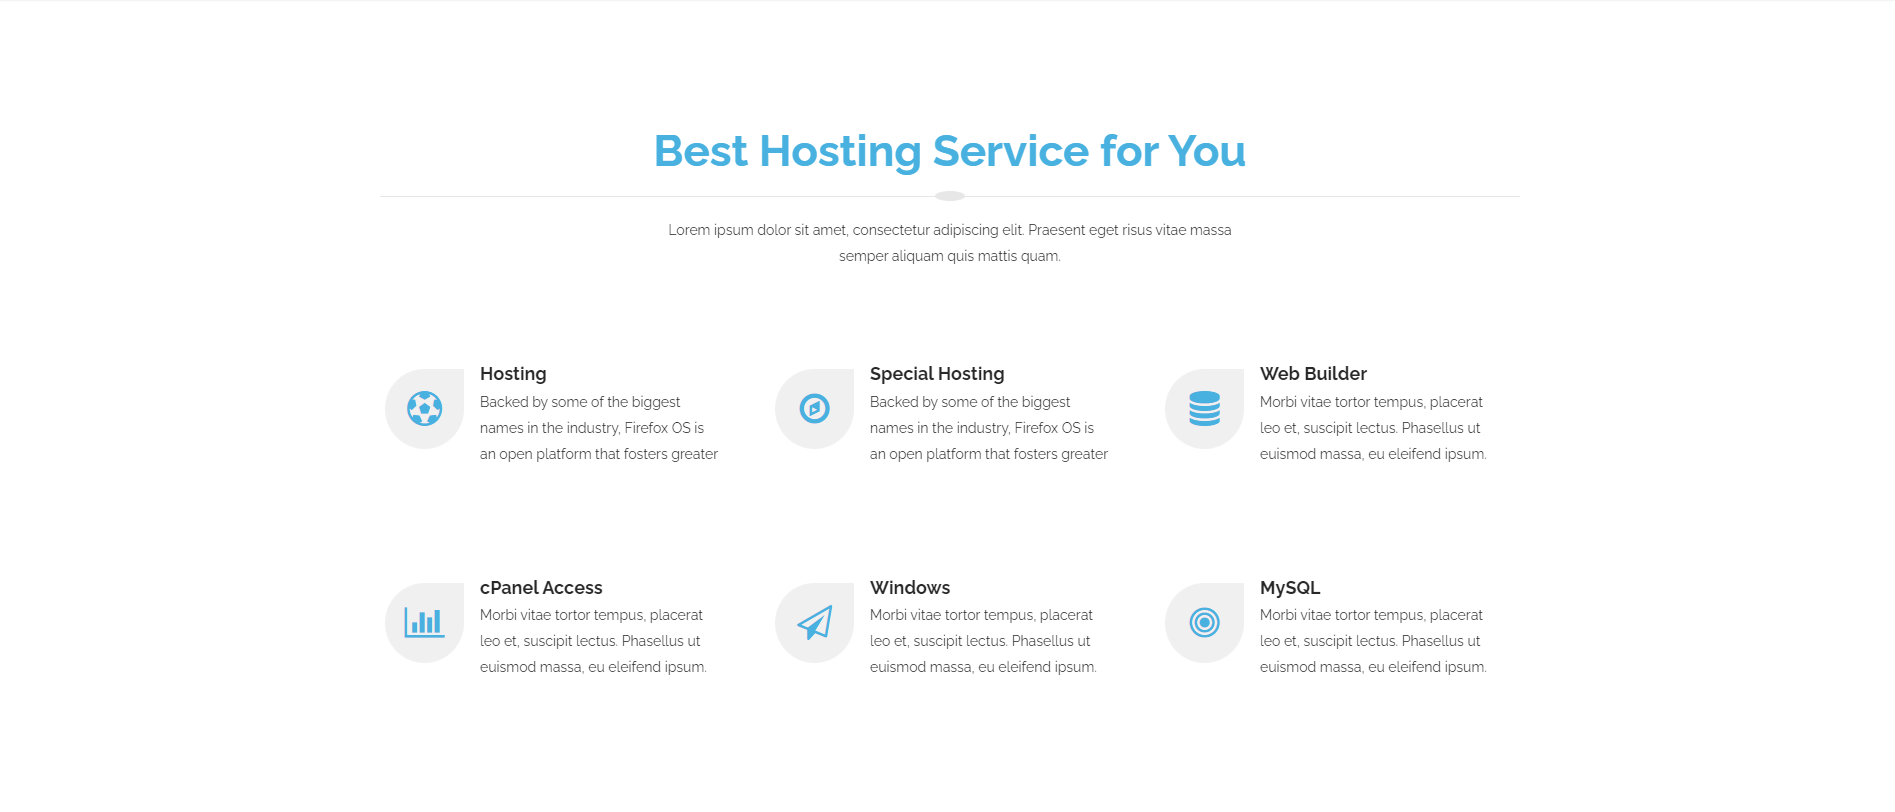 Best Hosting Service for You
Lorem ipsum dolor sit amet, consectetur adipiscing elit. Praesent eget risus vitae massa
semper aliquam quis mattis quam.
Hosting
Backed by some of the biggest
names in the industry, Firefox OS is
an open platform that fosters greater
Special Hosting
Backed by some of the biggest
names in the industry, Firefox OS is
an open platform that fosters greater
Web Builder
Morbi vitae tortor tempus, placerat
leo et, suscipit lectus. Phasellus ut
euismod massa, eu eleifend ipsum.
cPanel Access
Morbi vitae tortor tempus, placerat
leo et, suscipit lectus. Phasellus ut
euismod massa, eu eleifend ipsum.
Windows
Morbi vitae tortor tempus, placerat
leo et, suscipit lectus. Phasellus ut
euismod massa, eu eleifend ipsum.
MySQL
Morbi vitae tortor tempus, placerat
leo et, suscipit lectus. Phasellus ut
euismod massa, eu eleifend ipsum.